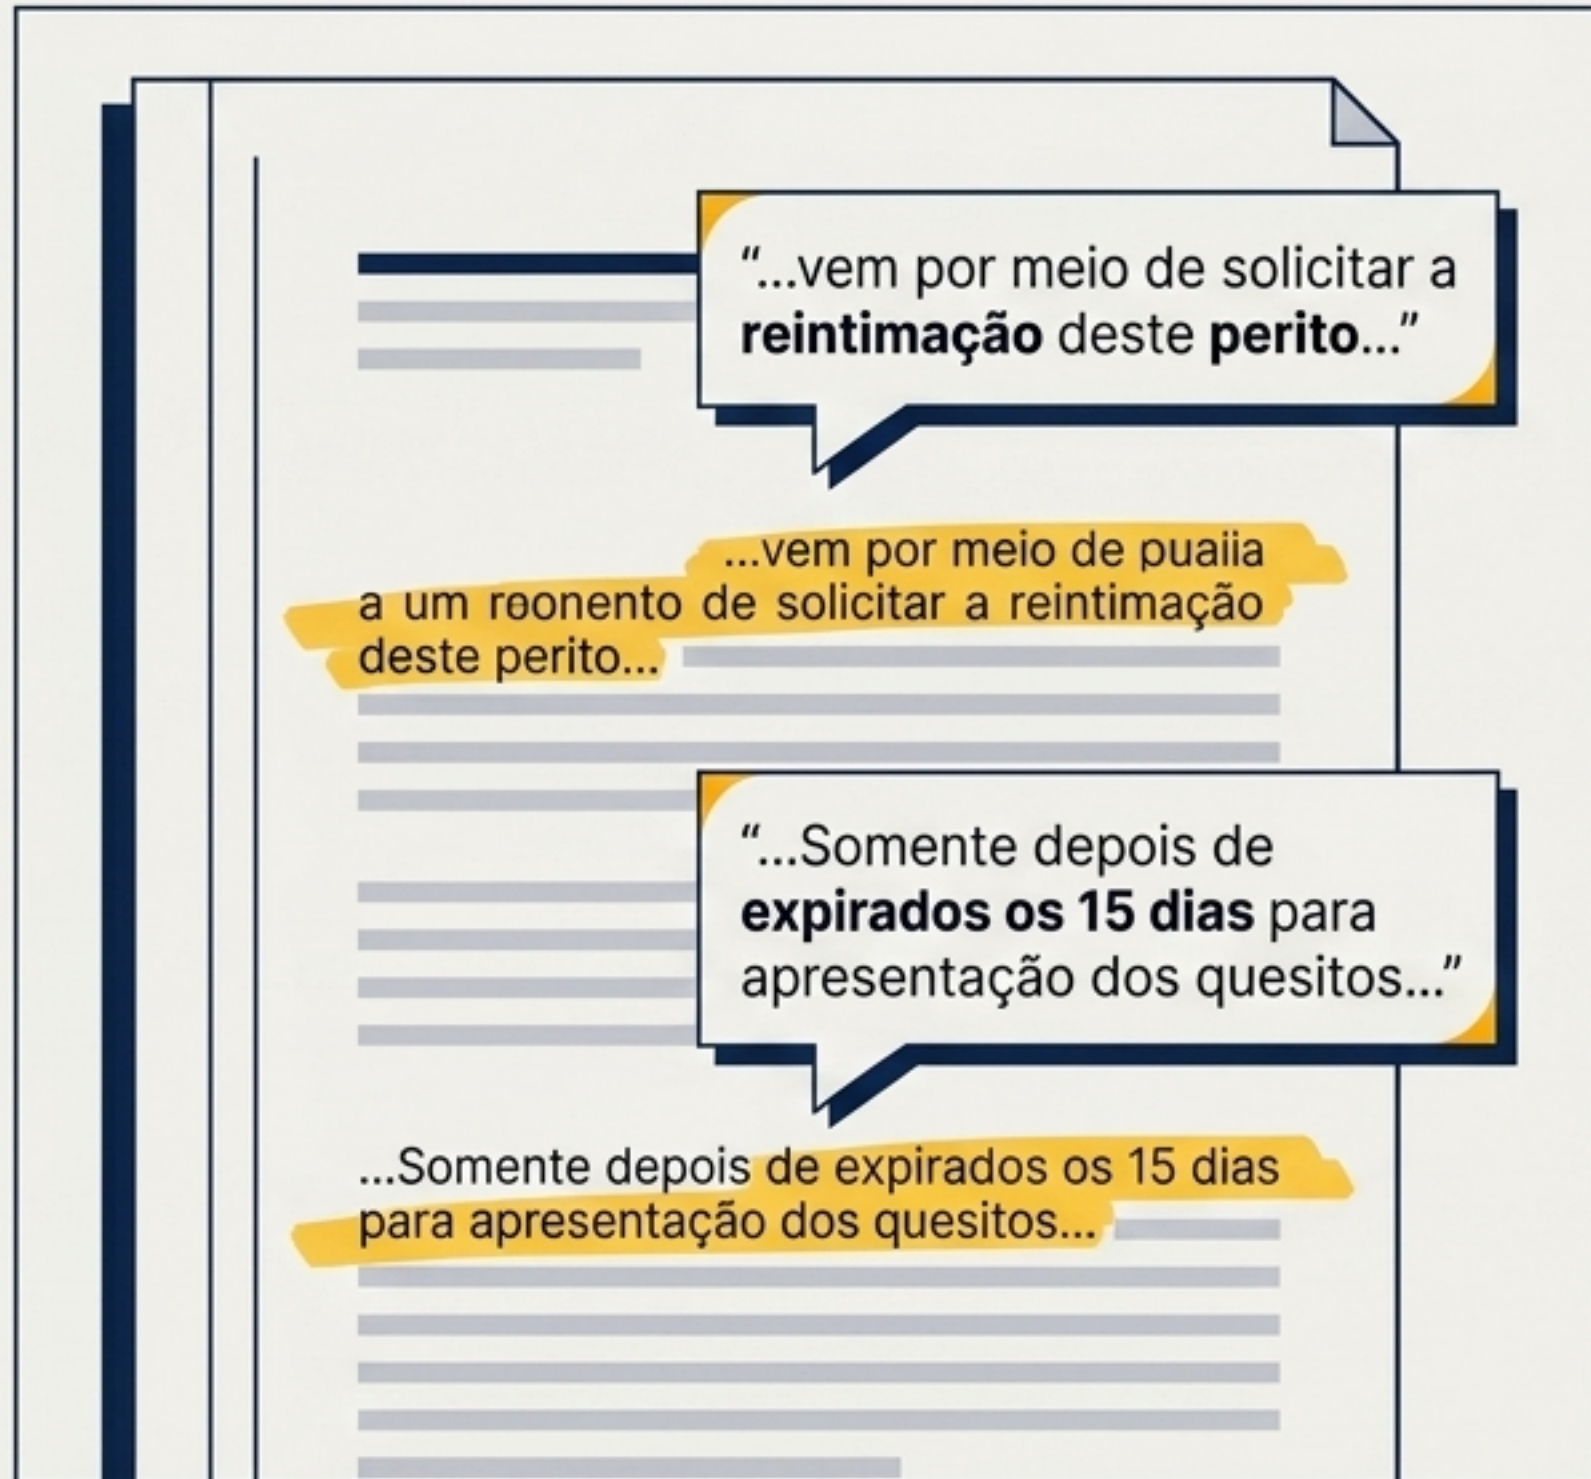 “...vem por meio de solicitar a
reintimação deste perito...”
...vem por meio de puaiia
a um roonento de solicitar a reintimação
deste perito...
“...Somente depois de
expirados os 15 dias para
apresentação dos quesitos...”
...Somente depois de expirados os 15 dias
para apresentação dos quesitos...